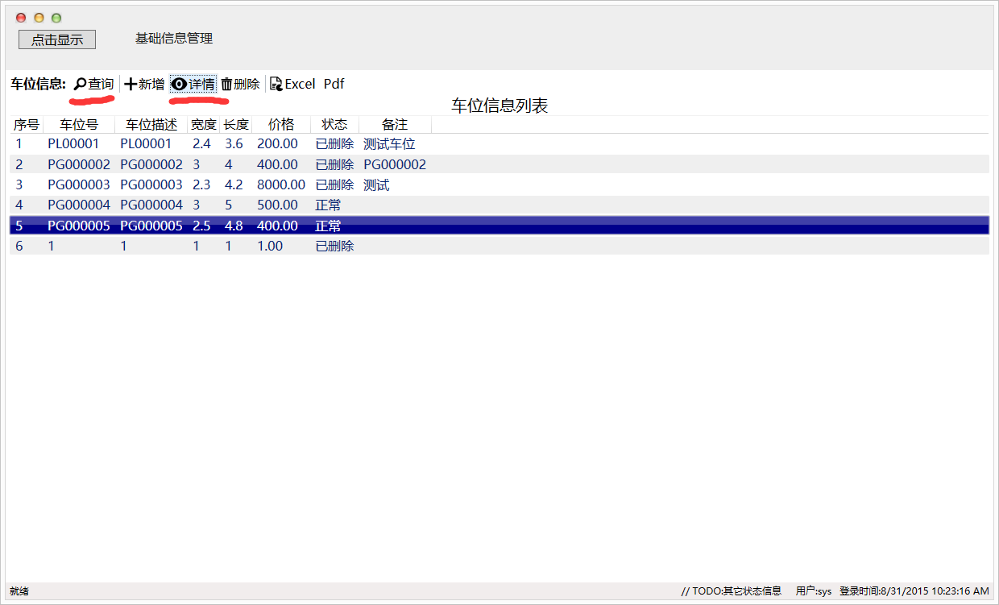 点击显示 基础信息管理
车位信息: 查询 新增 详情 删除 Excel Pdf
车位信息列表
序号 车位号 车位描述 宽度 长度 价格 状态 备注
1 PL00001 PL00001 2.4 3.6 200.00 已删除 测试车位
2 PG000002 PG000002 3 4 400.00 已删除 PG000002
3 PG000003 PG000003 2.3 4.2 8000.00 已删除 测试
4 PG000004 PG000004 3 5 500.00 正常
5 PG000005 PG000005 2.5 4.8 400.00 正常
6 1 1 1 1 1.00 已删除
就绪 // TODO:其它状态信息 用户:sys 登录时间:8/31/2015 10:23:16 AM